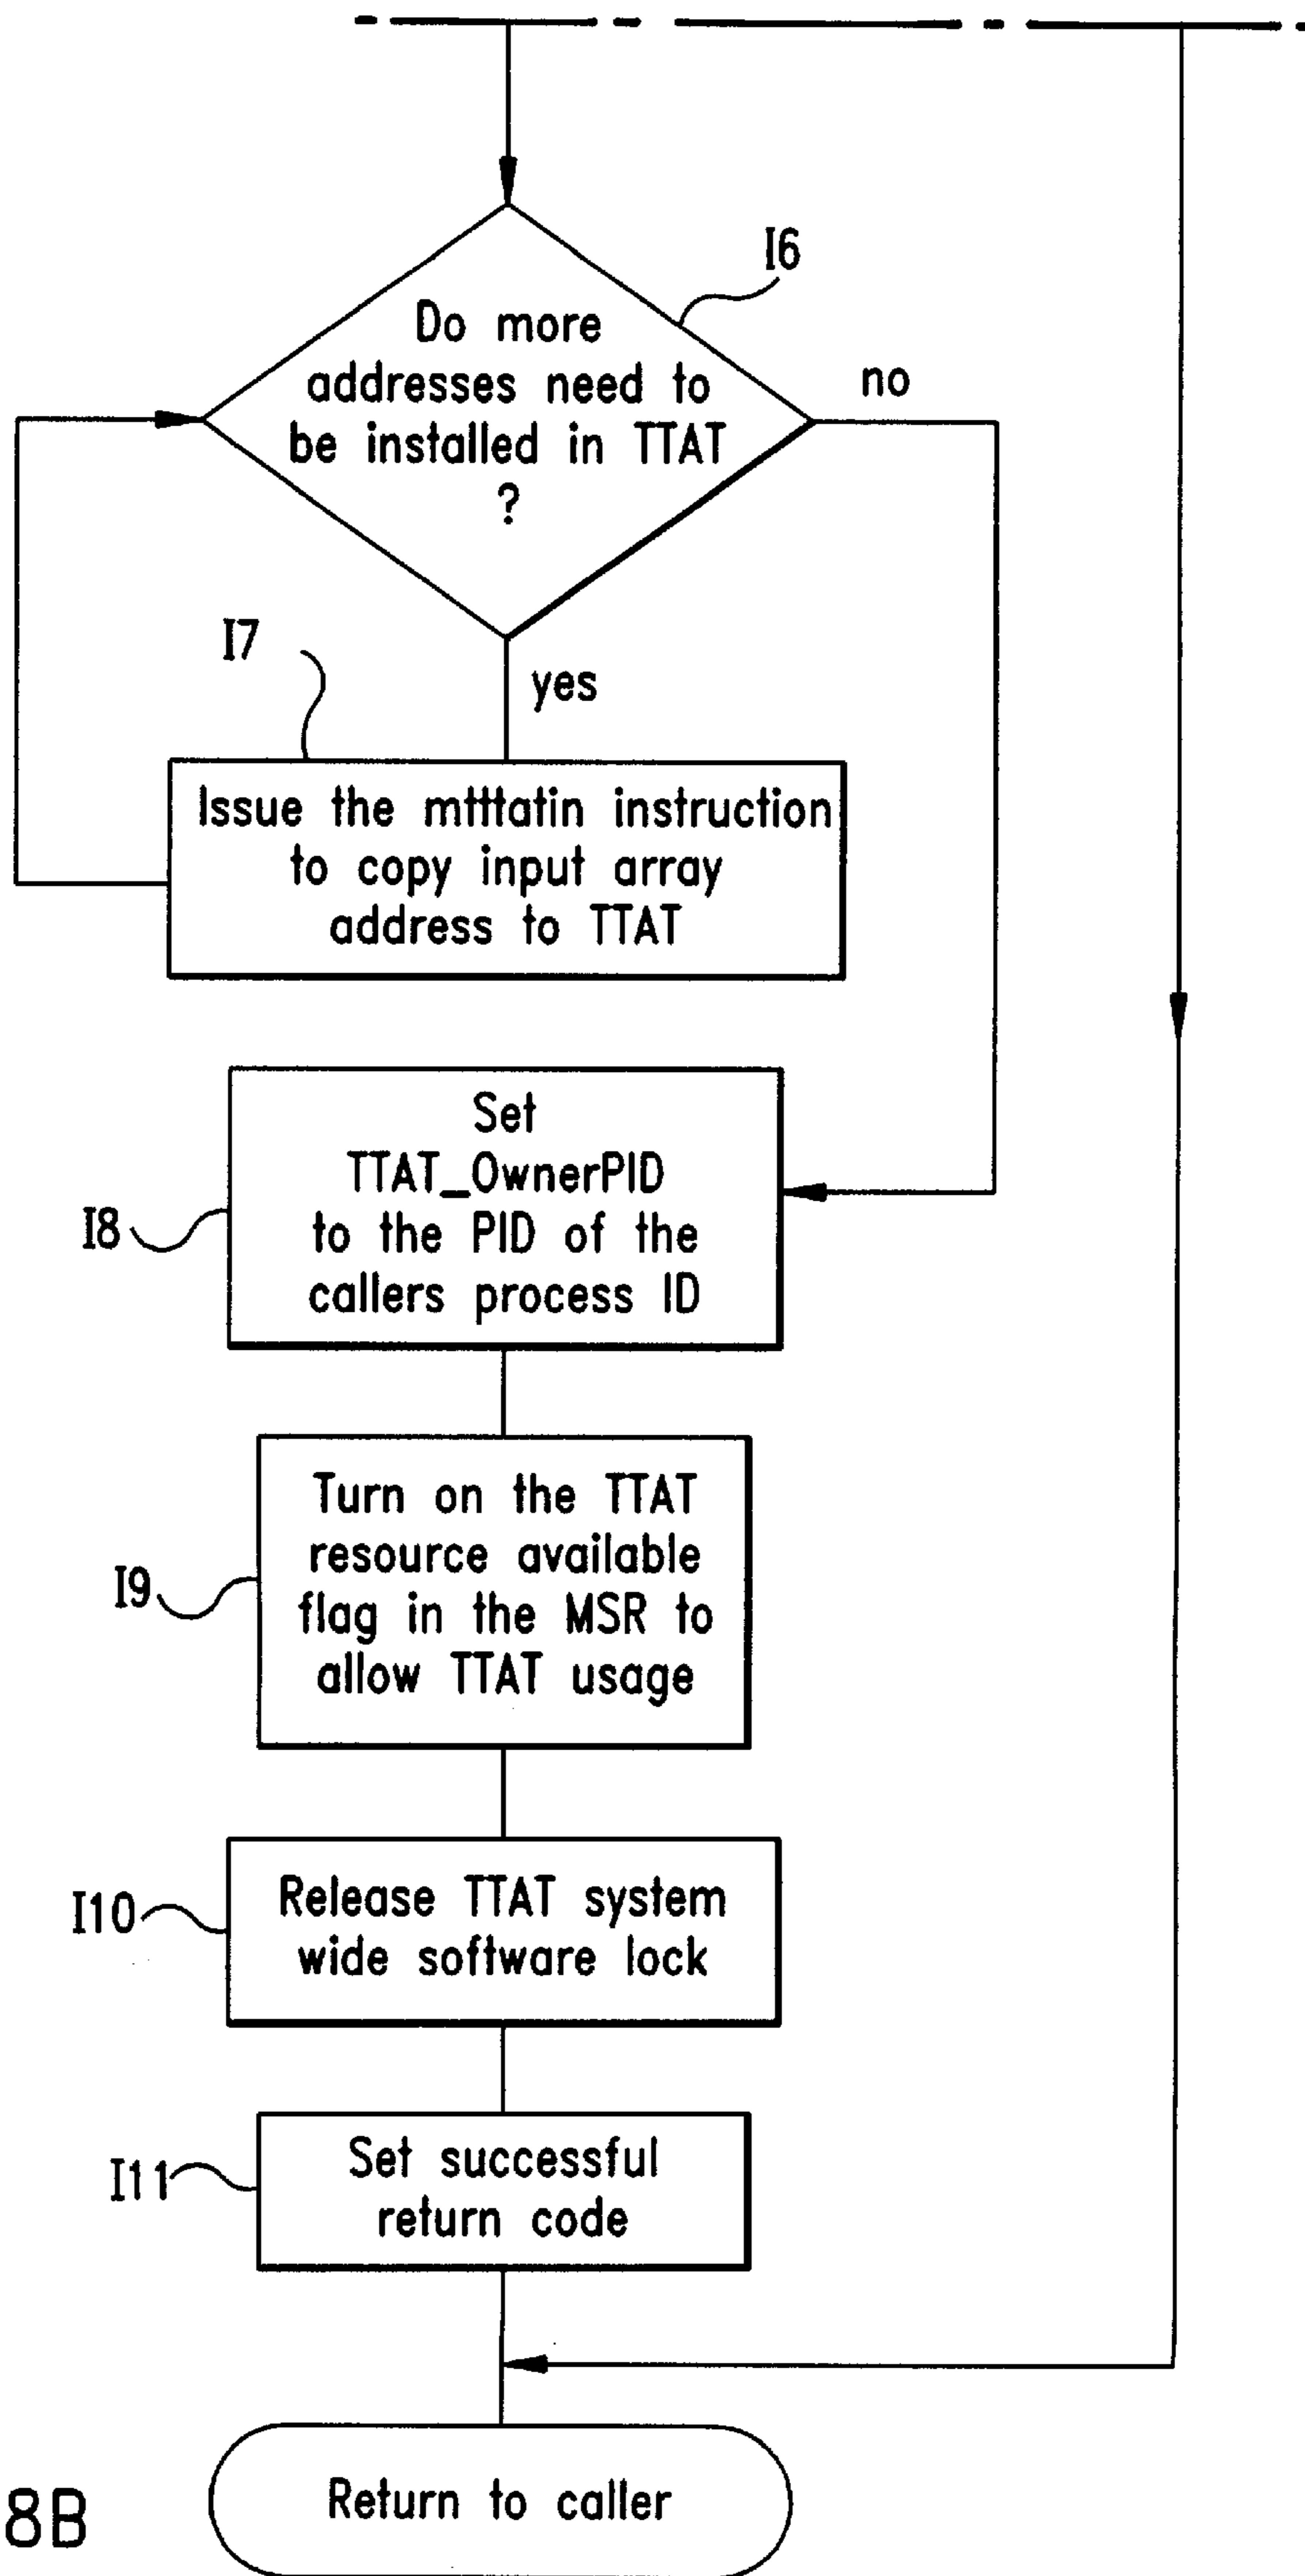 I6
Do more
addresses need to
be installed in TTAT
?
no
yes
I7
Issue the mtttatin instruction
to copy input array
address to TTAT
Set
TTAT_OwnerPID
to the PID of the
callers process ID
I8
Turn on the TTAT
resource available
flag in the MSR to
allow TTAT usage
I9
Release TTAT system
wide software lock
I10
Set successful
return code
I11
Return to caller
8B